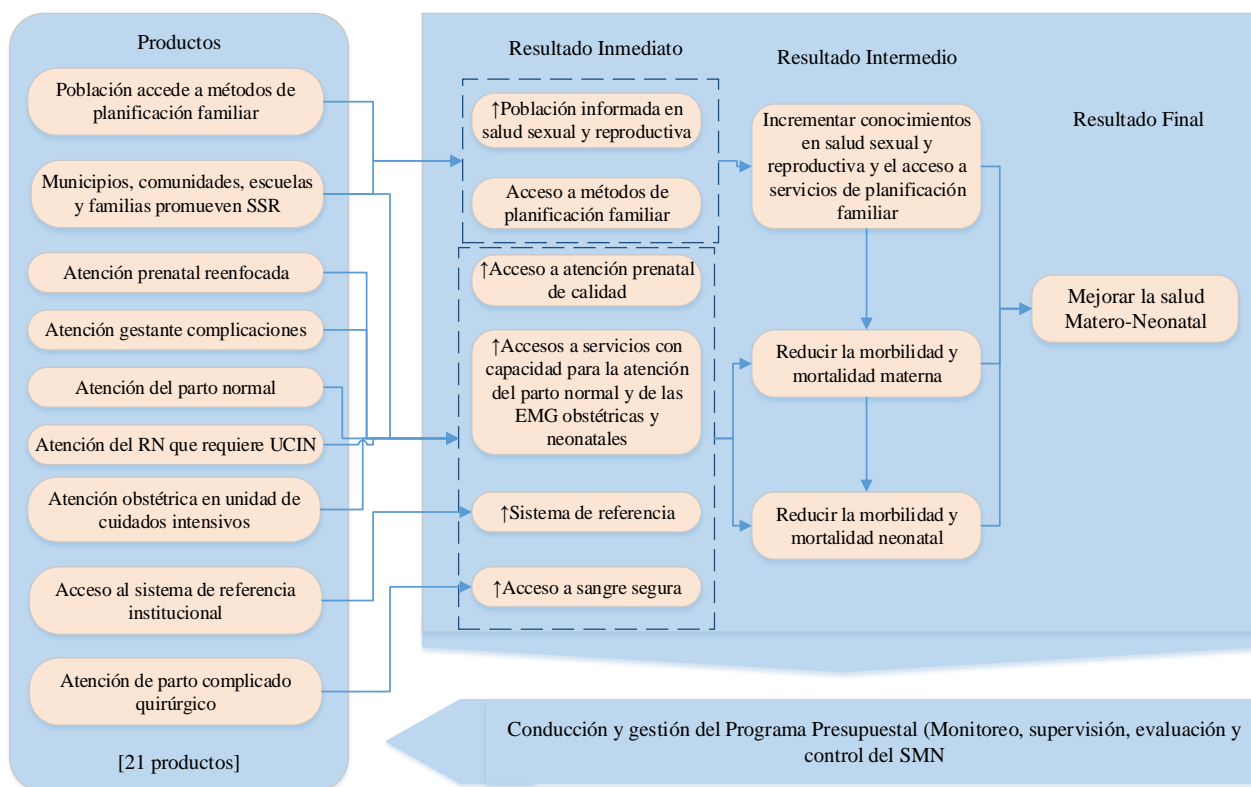 Productos
Población accede a métodos de
planificación familiar
Municipios, comunidades, escuelas
y familias promueven SSR
Atención prenatal reenfocada
Atención gestante complicaciones
Atención del parto normal
Atención del RN que requiere UCIN
Atención obstétrica en unidad de
cuidados intensivos
Acceso al sistema de referencia
institucional
Atención de parto complicado
quirúrgico
[21 productos]
Resultado Inmediato
↑Población informada en
salud sexual y reproductiva
Acceso a métodos de
planificación familiar
↑Acceso a atención prenatal
de calidad
↑Accesos a servicios con
capacidad para la atención
del parto normal y de las
EMG obstétricas y
neonatales
↑Sistema de referencia
↑Acceso a sangre segura
Resultado Intermedio
Incrementar conocimientos
en salud sexual y
reproductiva y el acceso a
servicios de planificación
familiar
Reducir la morbilidad y
mortalidad materna
Reducir la morbilidad y
mortalidad neonatal
Resultado Final
Mejorar la salud
Matero-Neonatal
Conducción y gestión del Programa Presupuestal (Monitoreo, supervisión, evaluación y
control del SMN